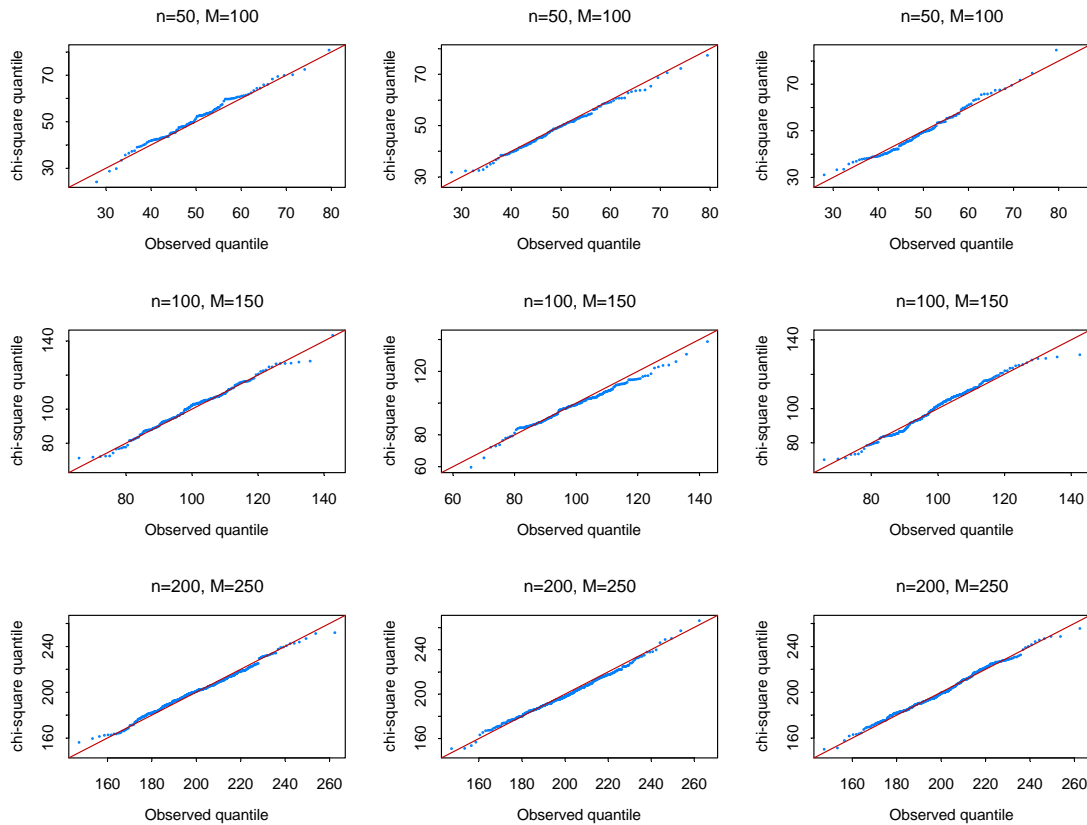 n=50, M=100
chi-square quantile
30
50
70
30 40 50 60 70 80
Observed quantile
n=50, M=100
chi-square quantile
30
50
70
30 40 50 60 70 80
Observed quantile
n=50, M=100
chi-square quantile
30
50
70
30 40 50 60 70 80
Observed quantile
n=100, M=150
chi-square quantile
80
100
140
80 100 120 140
Observed quantile
n=100, M=150
chi-square quantile
60
80
120
60 80 100 120 140
Observed quantile
n=100, M=150
chi-square quantile
80
100
140
80 100 120 140
Observed quantile
n=200, M=250
chi-square quantile
160
200
240
160 180 200 220 240 260
Observed quantile
n=200, M=250
chi-square quantile
160
200
240
160 180 200 220 240 260
Observed quantile
n=200, M=250
chi-square quantile
160
200
240
160 180 200 220 240 260
Observed quantile